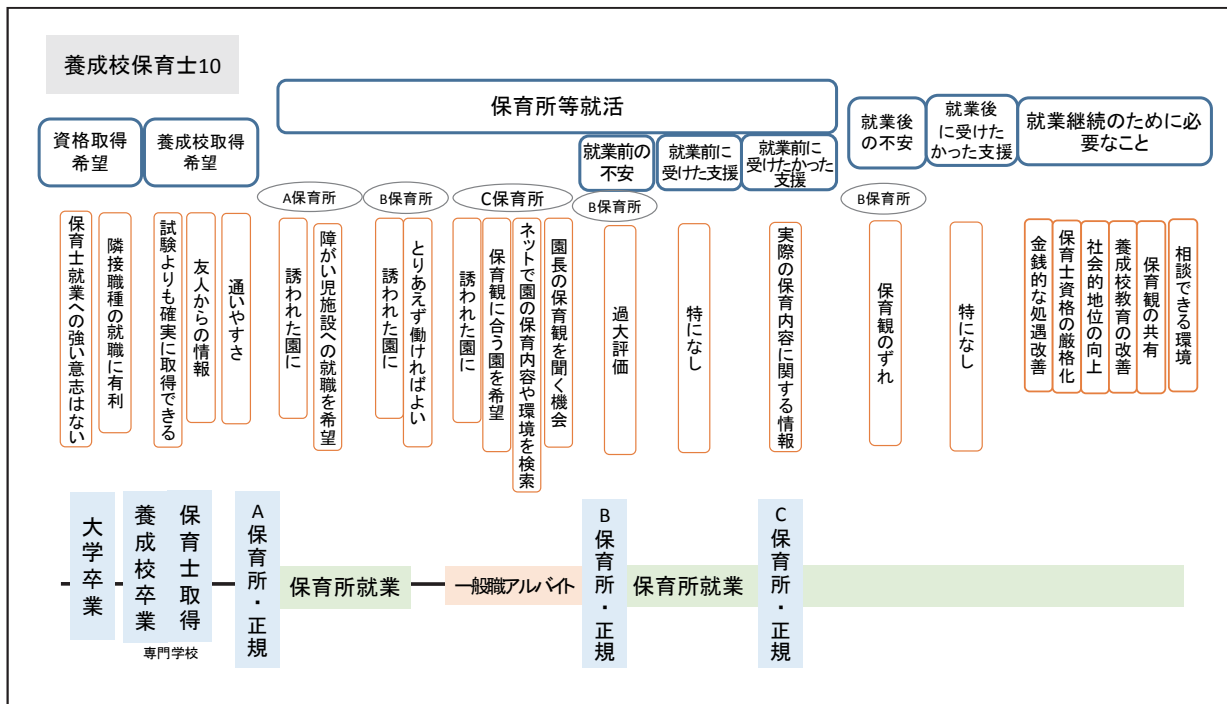 養成校保育士10
保育所等就活
資格取得
希望
養成校取得
希望
就業前の
不安
就業前に
受けた支援
就業前に
受けたかった
支援
就業後
の不安
就業後
に受けた
かった支援
就業継続のために必
要なこと
A保育所
B保育所
C保育所
B保育所
B保育所
保育士就業への強い意志はない
隣接職種の就職に有利
試験よりも確実に取得できる
友人からの情報
通いやすさ
誘われた園に
障がい児施設への就職を希望
誘われた園に
とりあえず働ければよい
誘われた園に
保育観に合う園を希望
ネットで園の保育内容や環境を検索
園長の保育観を聞く機会
過大評価
特になし
実際の保育内容に関する情報
保育観のずれ
特になし
金銭的な処遇改善
保育士資格の厳格化
社会的地位の向上
養成校教育の改善
保育観の共有
相談できる環境
大学卒業
養成校卒業
保育士取得
専門学校
A保育所・正規
保育所就業
一般職アルバイト
B保育所・正規
保育所就業
C保育所・正規